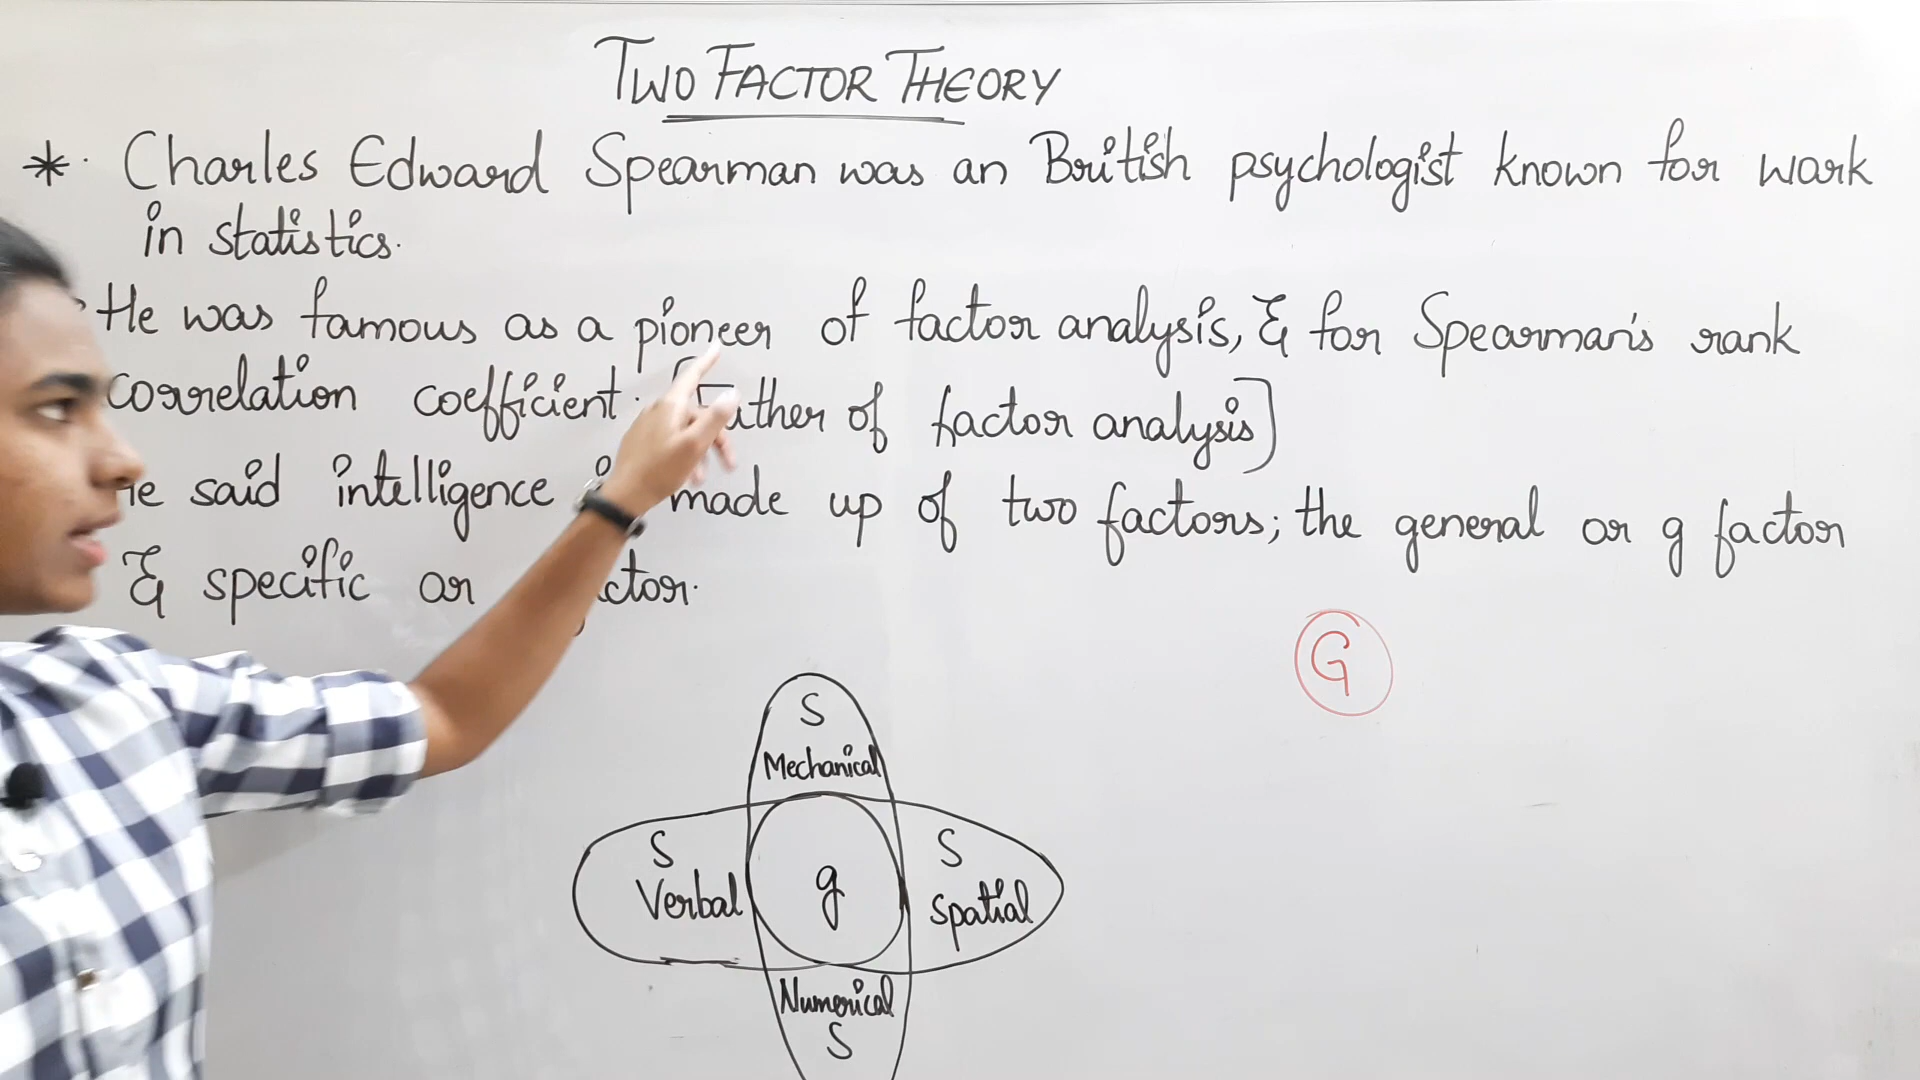 TWO FACTOR THEORY
* Charles Edward Spearman was an British psychologist known for work
in statistics.
He was famous as a pioneer of factor analysis, & for Spearman's rank
correlation coefficient. [Father of factor analysis]
said intelligence made up of two factors; the general or g factor
& specific or
S
Mechanical
S
Verbal
g
S
Spatial
Numerical
S
G